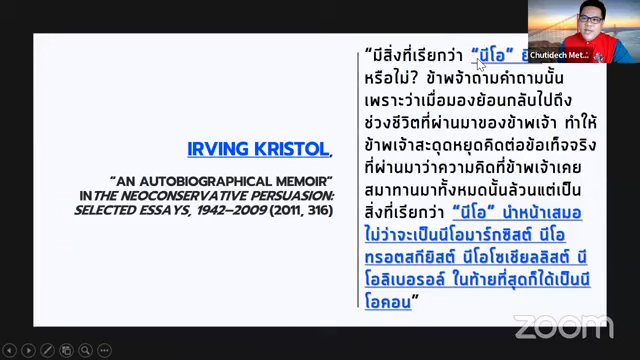 IRVING KRISTOL,
"AN AUTOBIOGRAPHICAL MEMOIR"
IN THE NEOCONSERVATIVE PERSUASION:
SELECTED ESSAYS, 1942–2009 (2011, 316)
“มีสิ่งที่เรียกว่า “นีโอ”
หรือไม่? ข้าพเจ้าถามคำถามนั้น
เพราะว่าเมื่อมองย้อนกลับไปถึง
ช่วงชีวิตที่ผ่านมาของข้าพเจ้า ทำให้
ข้าพเจ้าสะดุดหยุดคิดต่อข้อเท็จจริง
ที่ผ่านมาว่าความคิดที่ข้าพเจ้าเคย
สมาทานมาทั้งหมดนั้นล้วนแต่เป็น
สิ่งที่เรียกว่า “นีโอ” นำหน้าเสมอ
ไม่ว่าจะเป็นนีโอมาร์กซิสต์ นีโอ
ทรอตสกียิสต์ นีโอโซเชียลลิสต์ นี
โอลิเบอรอล ในท้ายที่สุดก็ได้เป็นนี
โอคอน”
Chutidech Met...
zoom